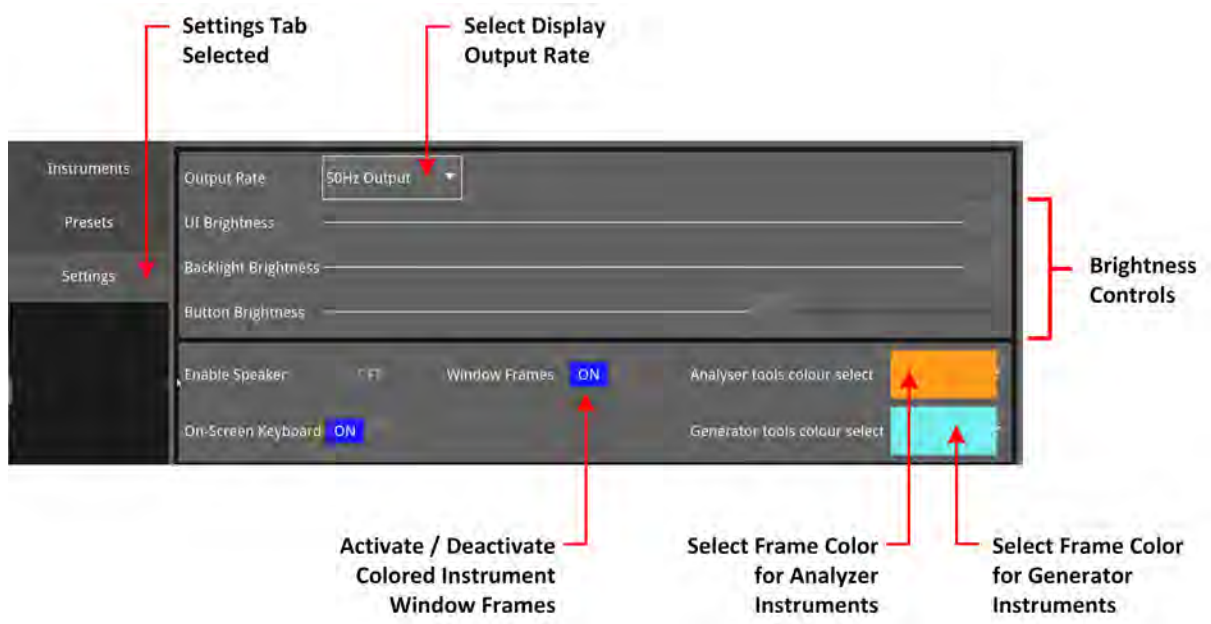 Settings Tab
Selected
Select Display
Output Rate
Instruments
Presets
Settings
Output Rate
50Hz Output
UI Brightness
Backlight Brightness
Button Brightness
Brightness
Controls
Enable Speaker
Window Frames
ON
Analyser tools colour select
On-Screen Keyboard
ON
Generator tools colour select
Activate / Deactivate
Colored Instrument
Window Frames
Select Frame Color
for Analyzer
Instruments
Select Frame Color
for Generator
Instruments